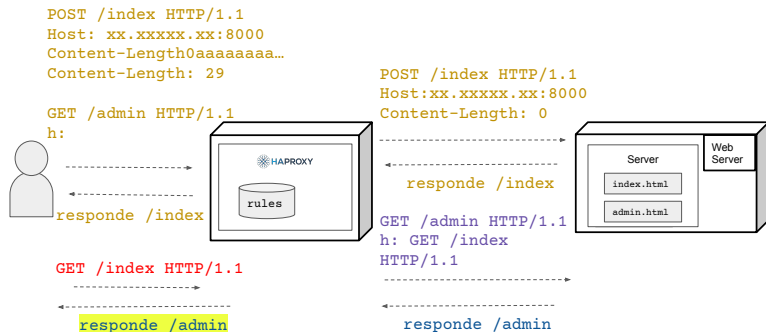 POST /index HTTP/1.1
Host: xx.xxxxx.xx:8000
Content-Length0aaaaaaaa…
Content-Length: 29
GET /admin HTTP/1.1
h:
responde /index
GET /index HTTP/1.1
responde /admin
HAPROXY
rules
POST /index HTTP/1.1
Host:xx.xxxxx.xx:8000
Content-Length: 0
responde /index
GET /admin HTTP/1.1
h: GET /index
HTTP/1.1
responde /admin
Web
Server
Server
index.html
admin.html